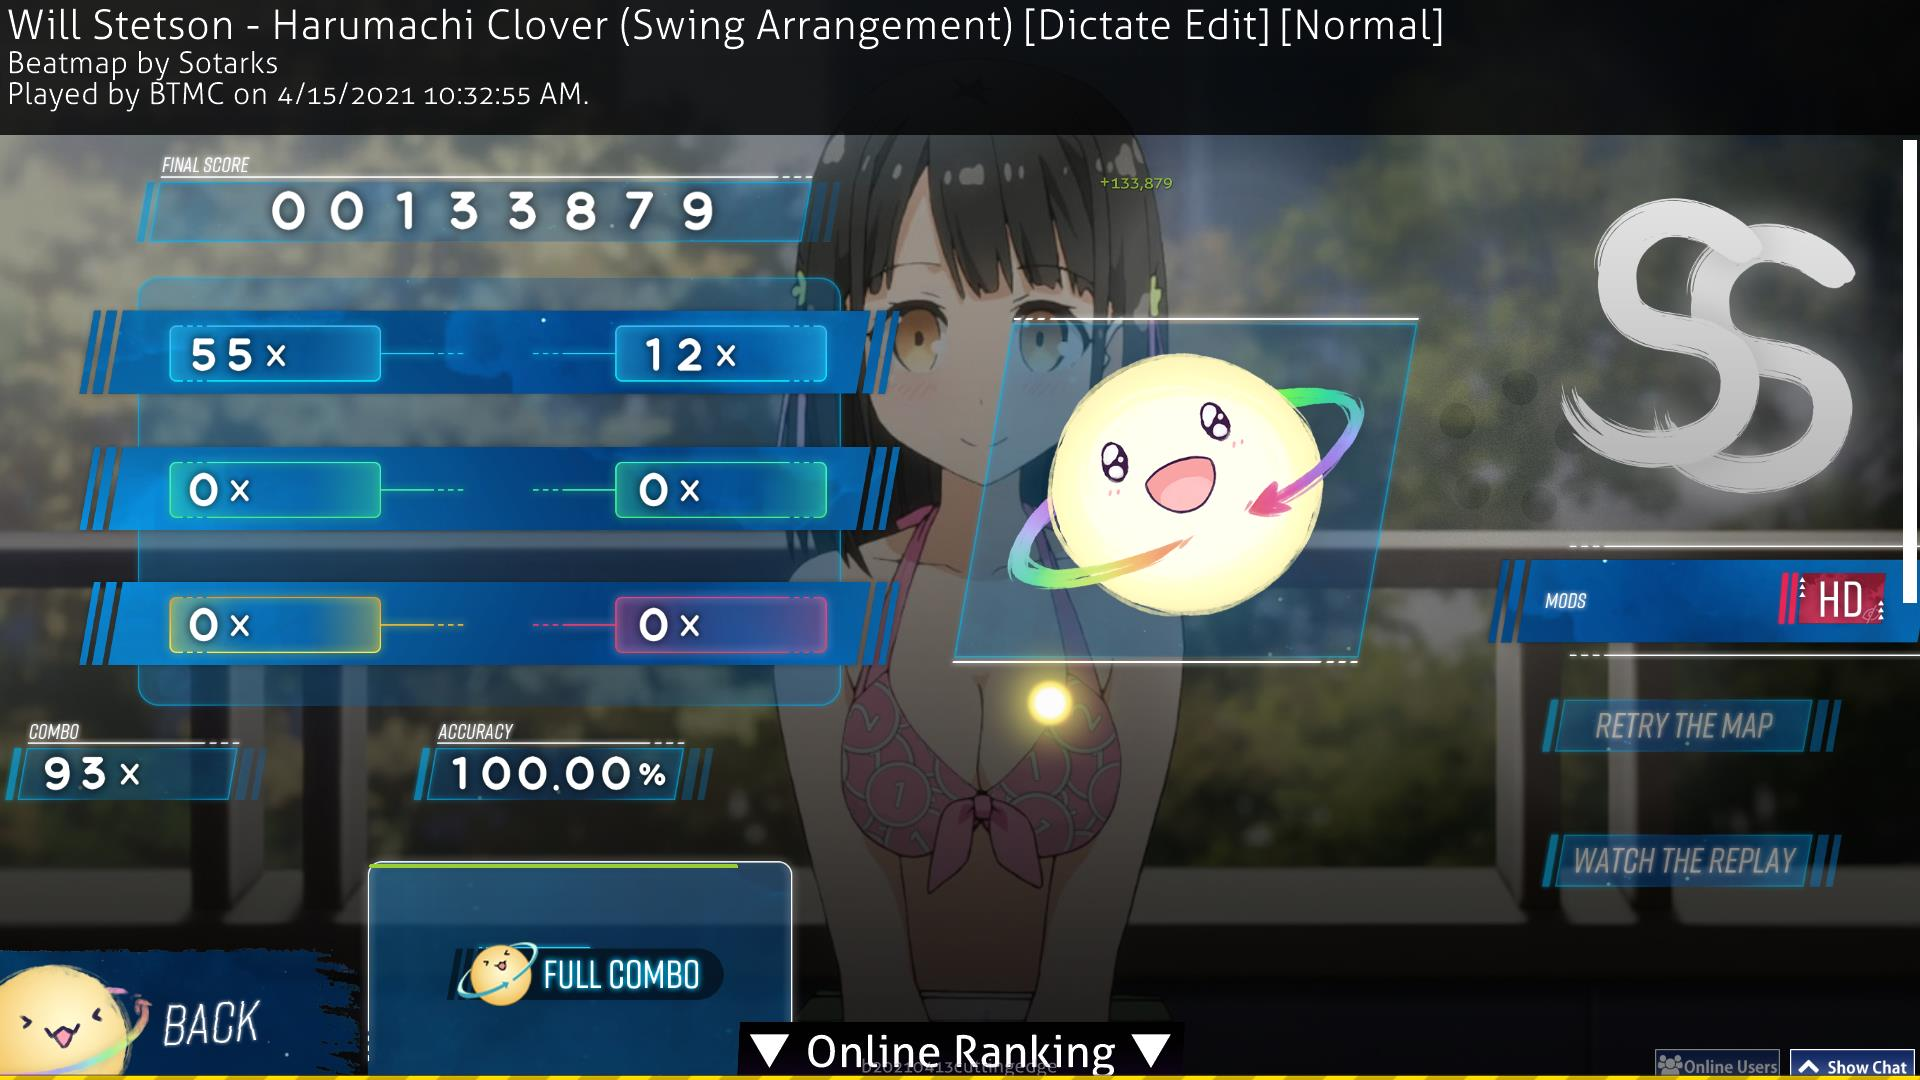 Will Stetson - Harumachi Clover (Swing Arrangement) [Dictate Edit] [Normal]
Beatmap by Sotarks
Played by BTMC on 4/15/2021 10:32:55 AM.
FINAL SCORE
00133879
+133,879
55x 12x
0x 0x
0x 0x
MODS HD
COMBO
93x
ACCURACY
100.00%
RETRY THE MAP
WATCH THE REPLAY
SS
FULL COMBO
BACK
▼ Online Ranking ▼
b20210413cuttingedge
Online Users
Show Chat